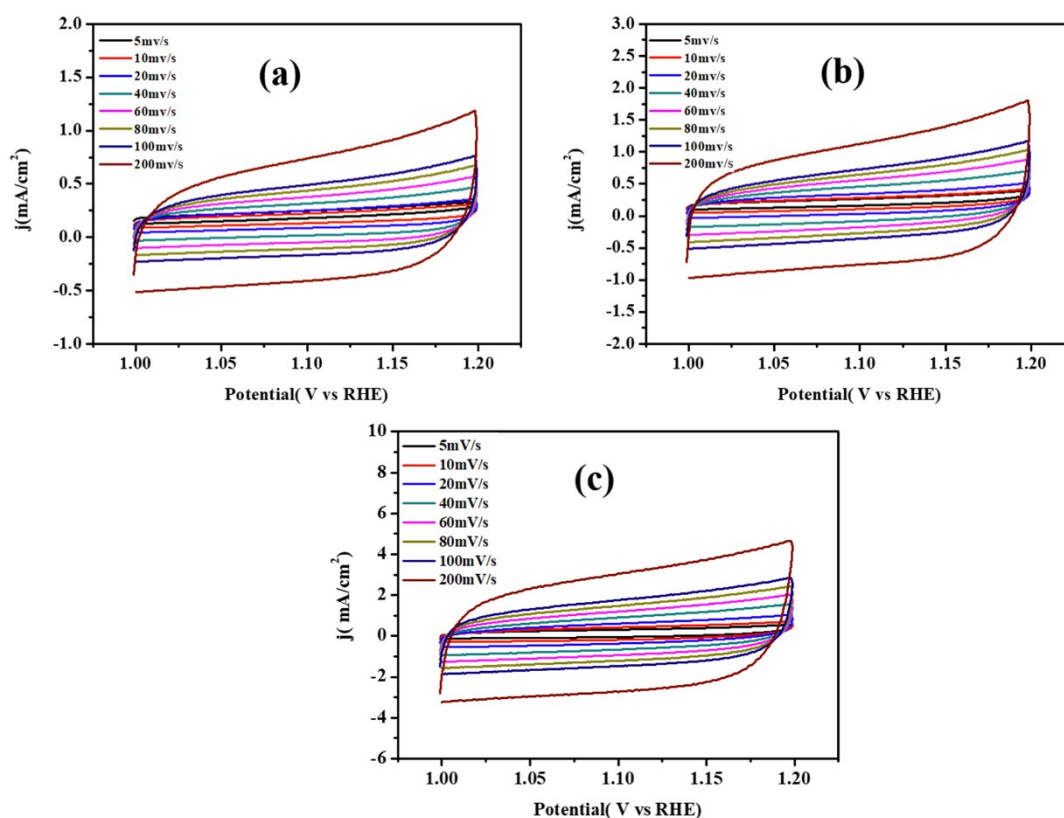 2.0
1.5
1.0
0.5
0.0
-0.5
-1.0
j(mA/cm²)
5mv/s
10mv/s
20mv/s
40mv/s
60mv/s
80mv/s
100mv/s
200mv/s
(a)
1.00 1.05 1.10 1.15 1.20
Potential( V vs RHE)
3.0
2.5
2.0
1.5
1.0
0.5
0.0
-0.5
-1.0
-1.5
-2.0
j(mA/cm²)
5mv/s
10mv/s
20mv/s
40mv/s
60mv/s
80mv/s
100mv/s
200mv/s
(b)
1.00 1.05 1.10 1.15 1.20
Potential( V vs RHE)
10
8
6
4
2
0
-2
-4
-6
j( mA/cm²)
5mV/s
10mV/s
20mV/s
40mV/s
60mV/s
80mV/s
100mV/s
200mV/s
(c)
1.00 1.05 1.10 1.15 1.20
Potential( V vs RHE)